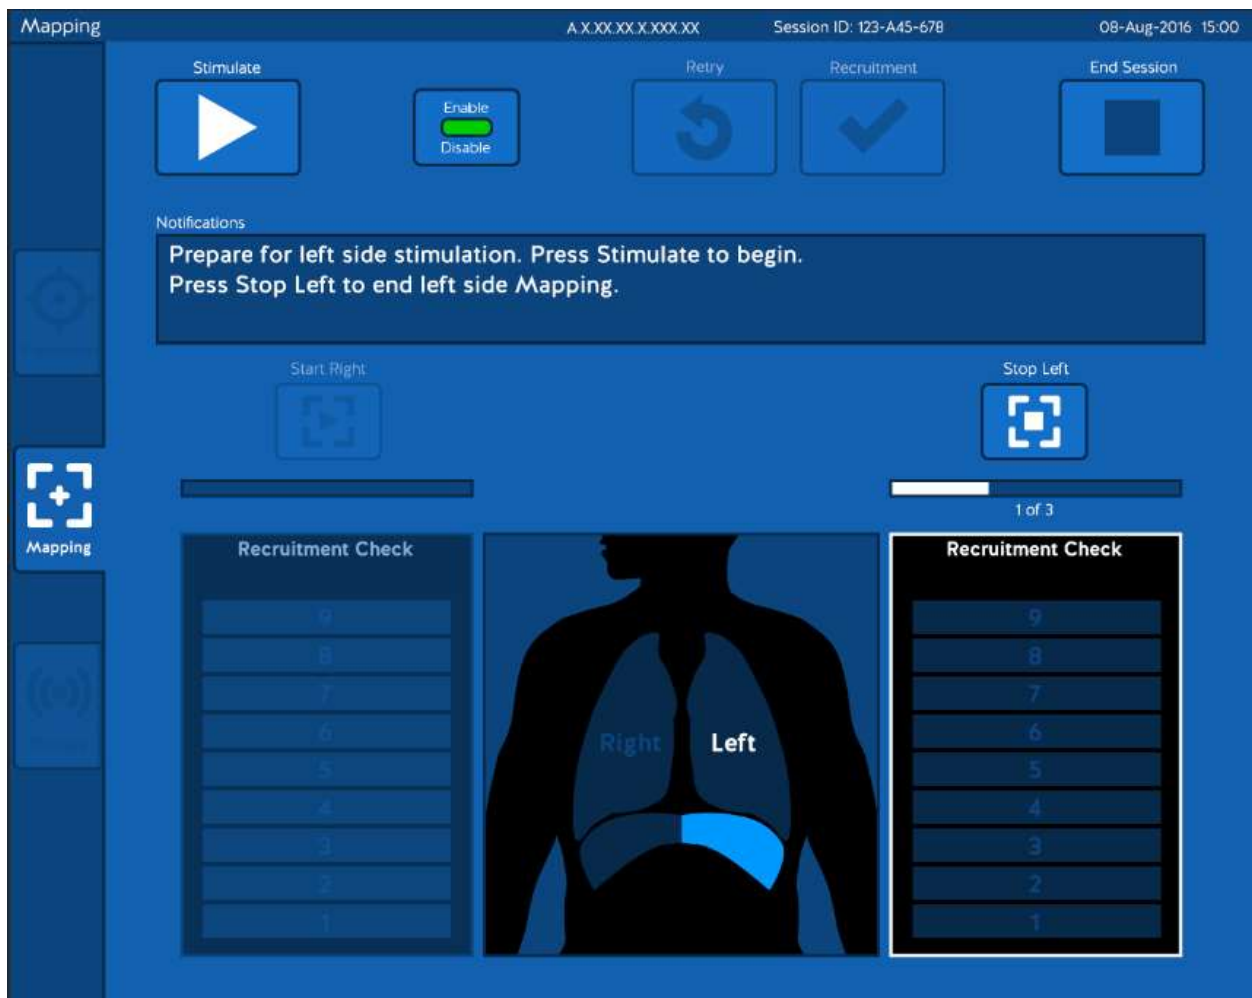 Mapping A.X.XX.XX.X.XXX.XX Session ID: 123-A45-678 08-Aug-2016 15:00
Stimulate Retry Recruitment End Session
Enable
Disable
Notifications
Prepare for left side stimulation. Press Stimulate to begin.
Press Stop Left to end left side Mapping.
Start Right Stop Left
1 of 3
Mapping
Recruitment Check Recruitment Check
9 9
8 8
7 7
6 6
Right Left
5 5
4 4
3 3
2 2
1 1